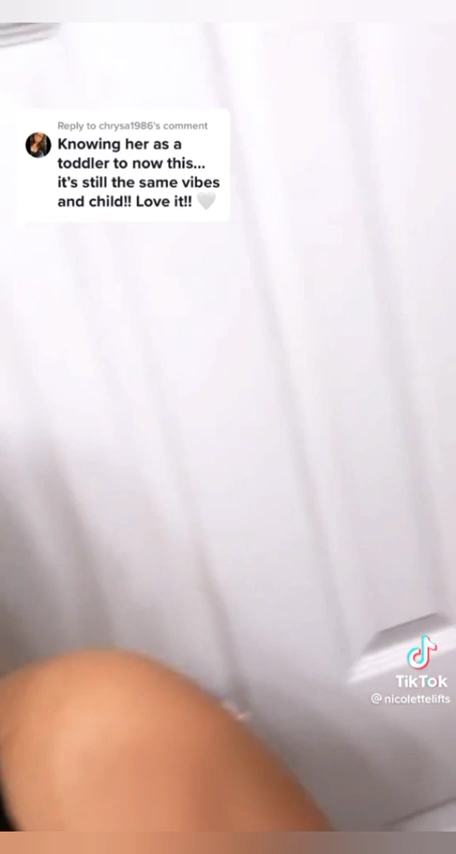 Reply to chrysa1986's comment
Knowing her as a
toddler to now this...
it's still the same vibes
and child!! Love it!! 🤍
TikTok
@nicolettelifts